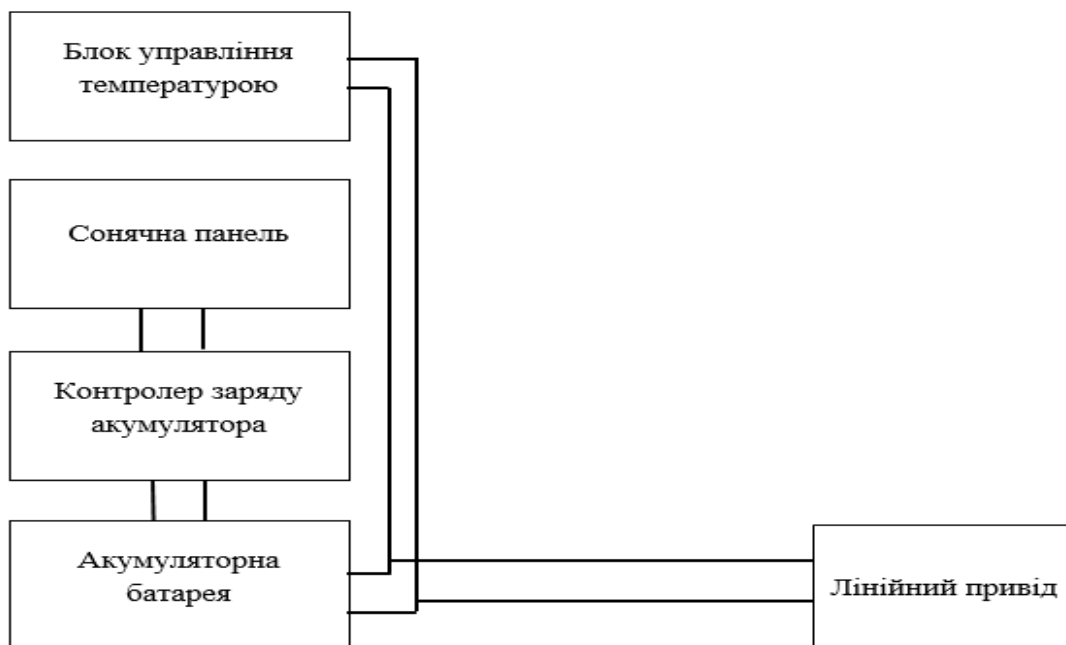 Блок управління
температурою
Сонячна панель
Контролер заряду
акумулятора
Акумуляторна
батарея
Лінійний привід